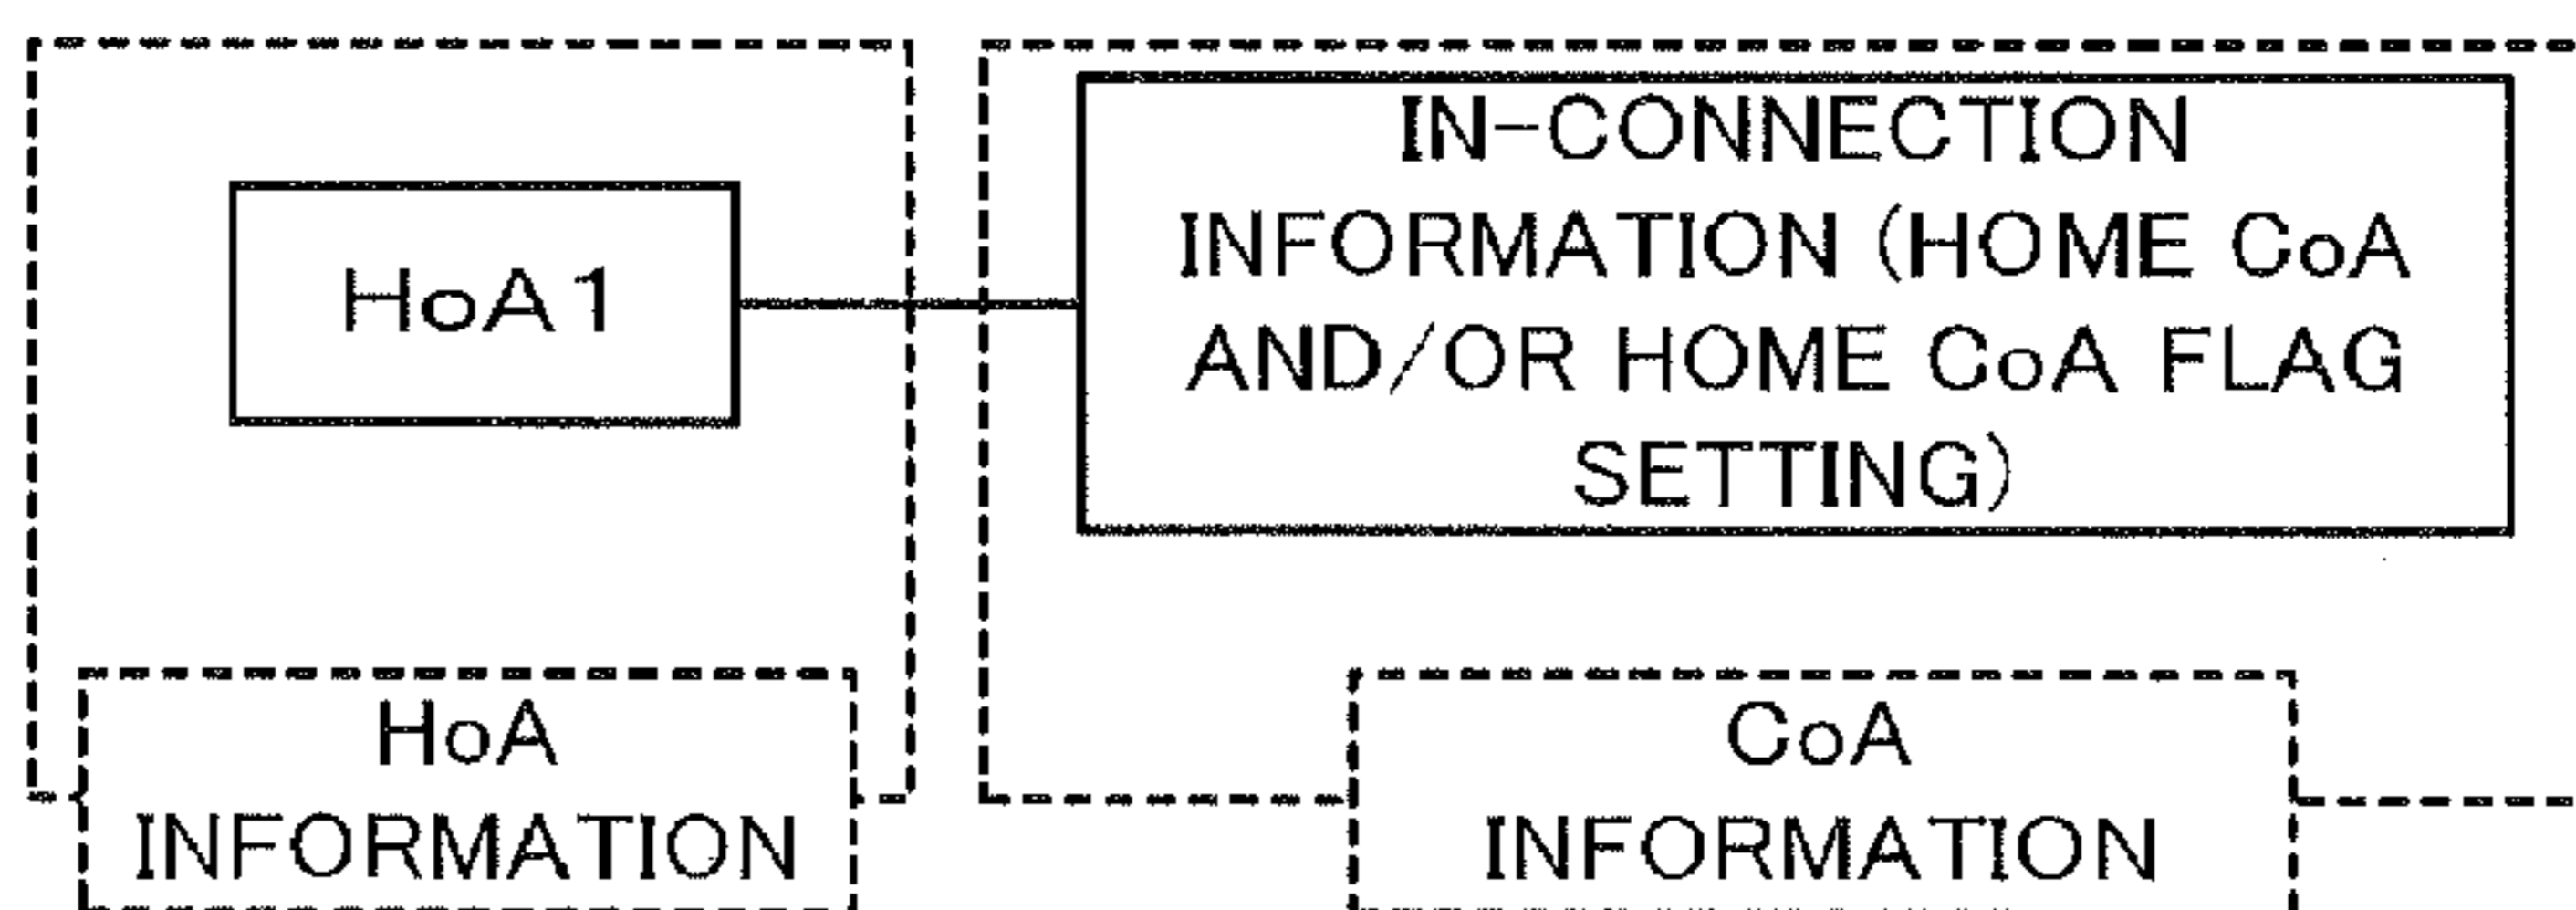 HoA1
IN-CONNECTION
INFORMATION (HOME CoA
AND/OR HOME CoA FLAG
SETTING)
HoA
INFORMATION
CoA
INFORMATION